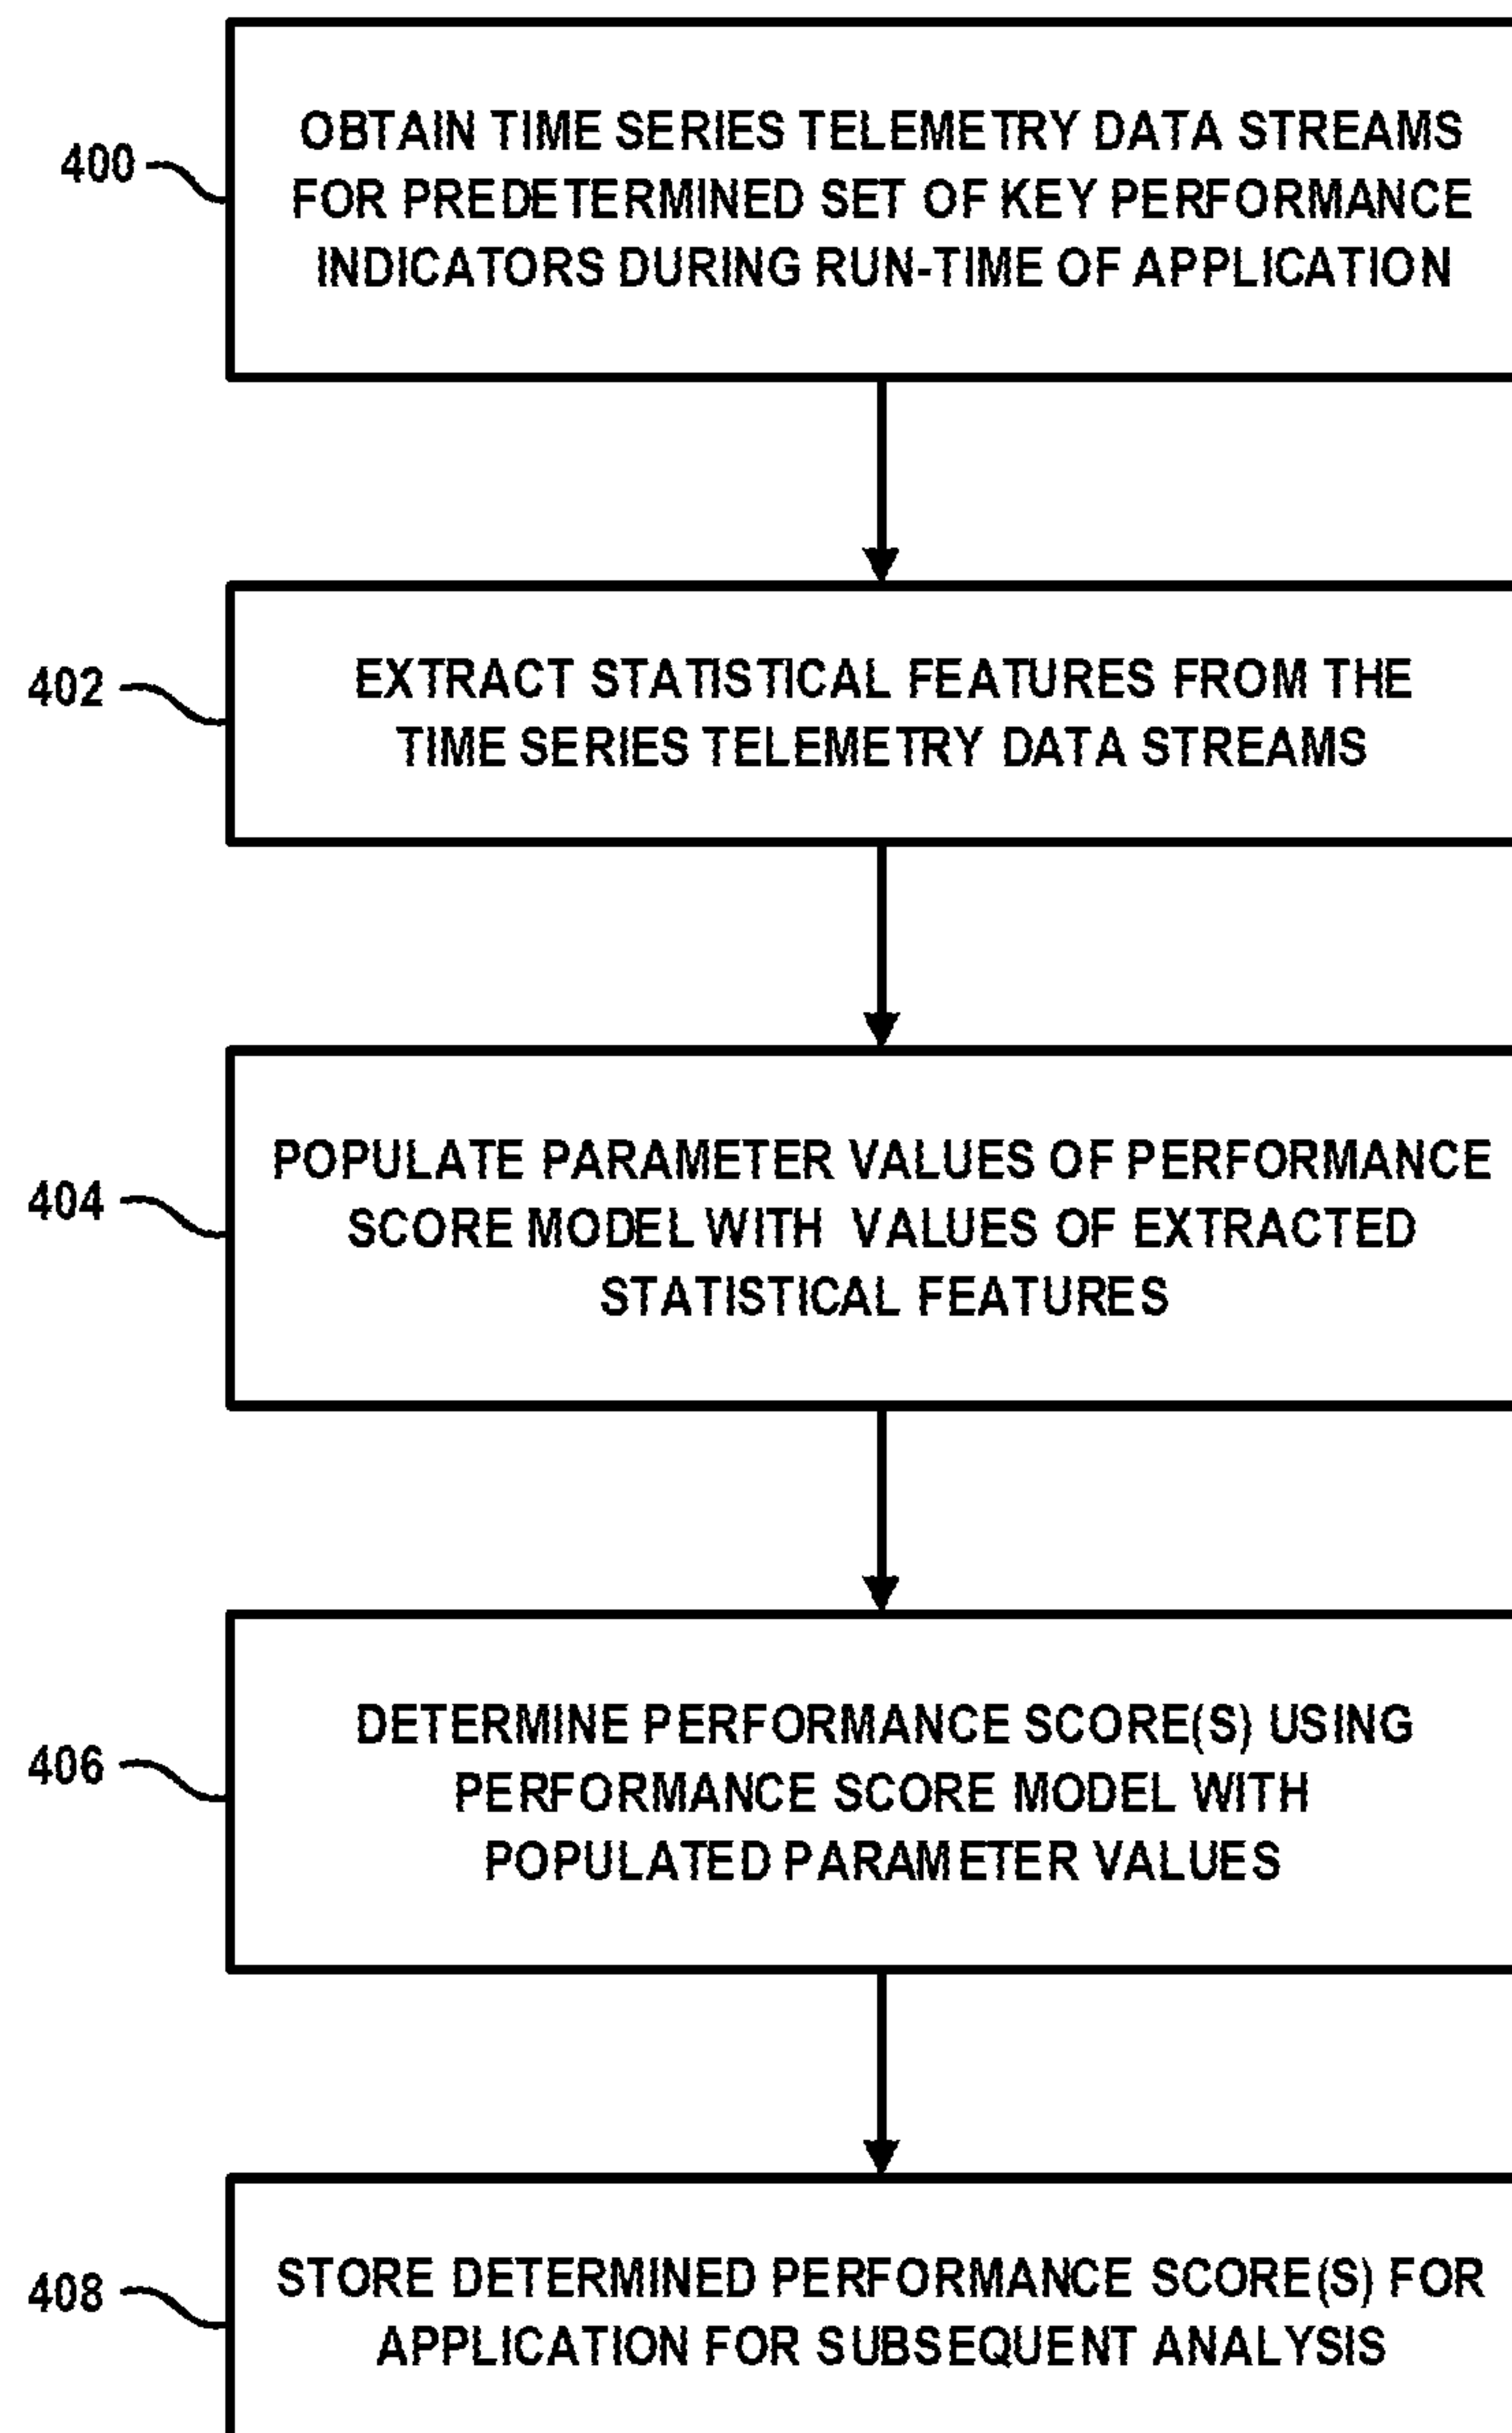 400
OBTAIN TIME SERIES TELEMETRY DATA STREAMS
FOR PREDETERMINED SET OF KEY PERFORMANCE
INDICATORS DURING RUN-TIME OF APPLICATION
402
EXTRACT STATISTICAL FEATURES FROM THE
TIME SERIES TELEMETRY DATA STREAMS
404
POPULATE PARAMETER VALUES OF PERFORMANCE
SCORE MODEL WITH VALUES OF EXTRACTED
STATISTICAL FEATURES
406
DETERMINE PERFORMANCE SCORE(S) USING
PERFORMANCE SCORE MODEL WITH
POPULATED PARAMETER VALUES
408
STORE DETERMINED PERFORMANCE SCORE(S) FOR
APPLICATION FOR SUBSEQUENT ANALYSIS